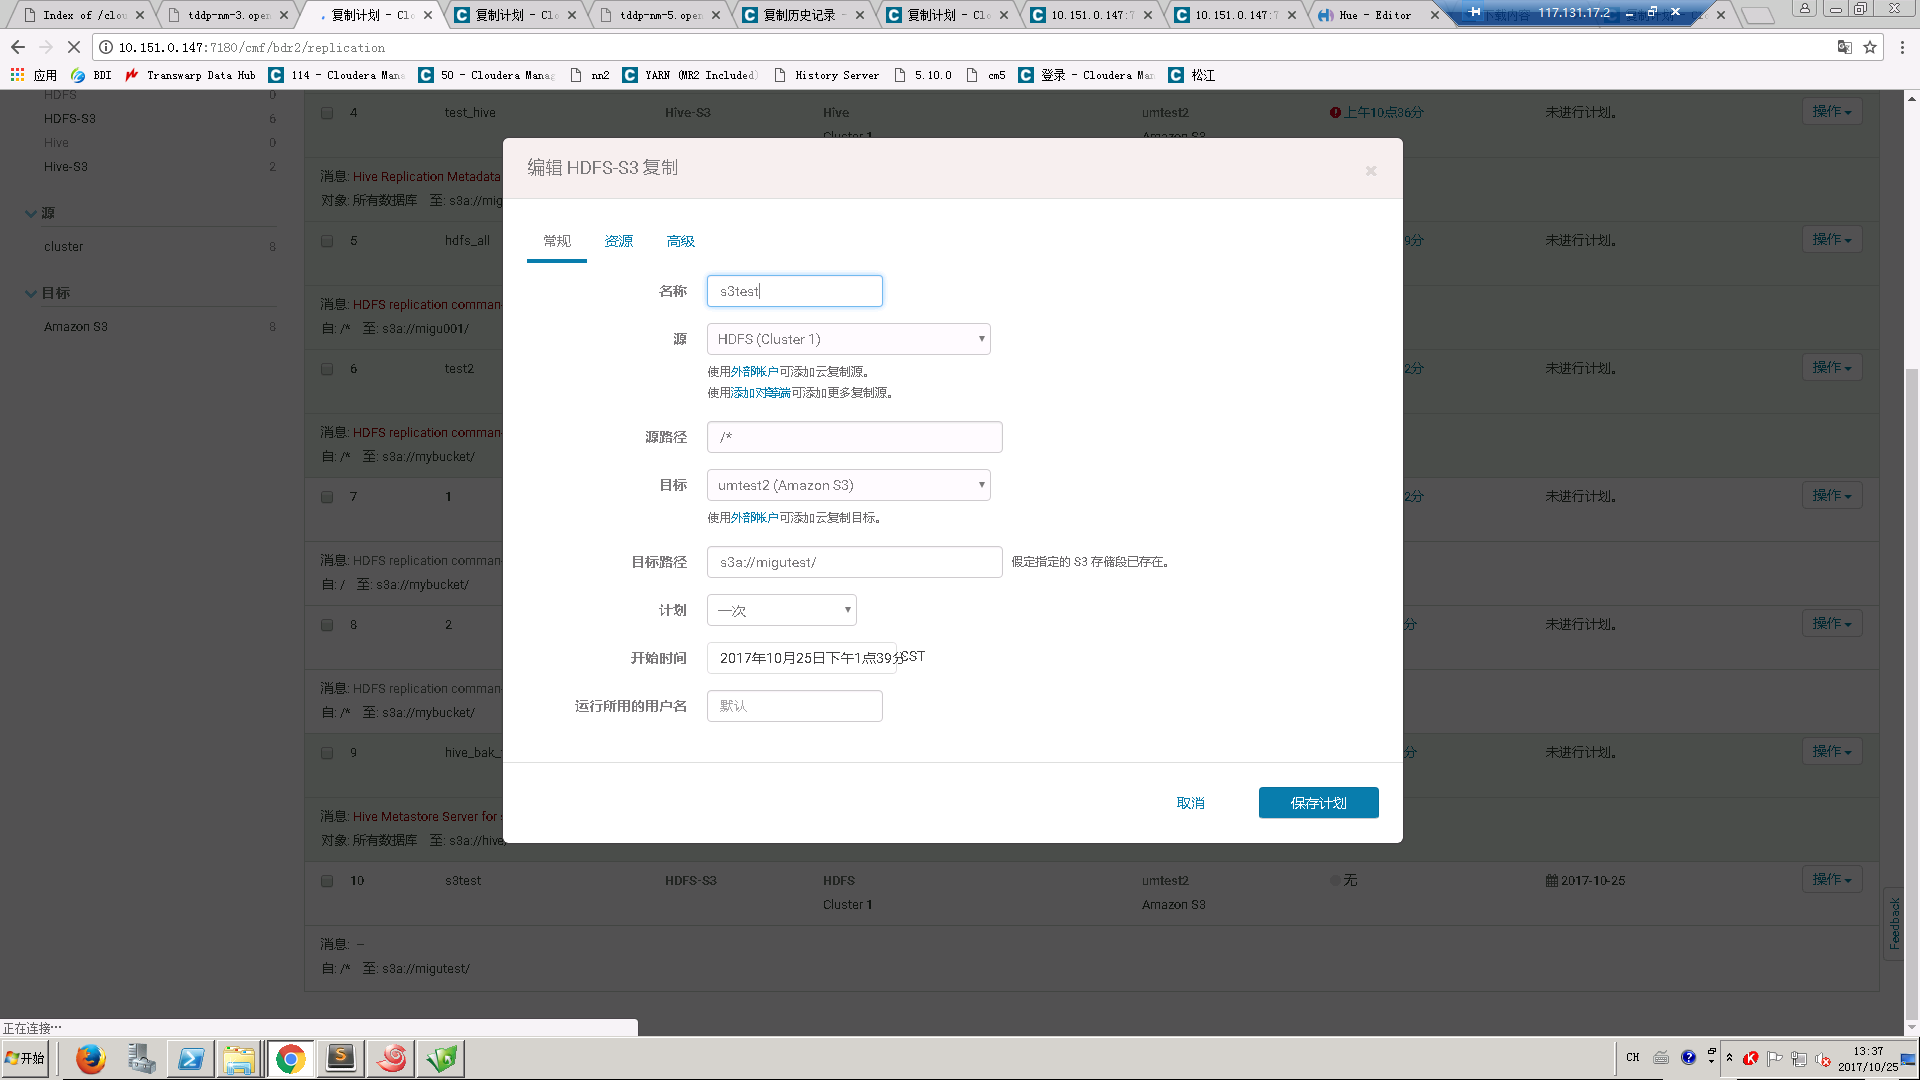 Index of /clou
tddp-nm-3.open
复制计划 - Clo
复制计划 - Clo
tddp-nm-5.open
复制历史记录 -
复制计划 - Clo
10.151.0.147:7
10.151.0.147:7
Hue - Editor
下载内容
117.131.17.2
10.151.0.147:7180/cmf/bdr2/replication
应用
BDI
Transwarp Data Hub
114 - Cloudera Mana
50 - Cloudera Manag
nn2
YARN (MR2 Included)
History Server
5.10.0
cm5
登录 - Cloudera Man
松江
HDFS 0
HDFS-S3 6
Hive 0
Hive-S3 2
源
cluster 8
目标
Amazon S3 8
4 test_hive Hive-S3 Hive umtest2 上午10点36分 未进行计划。 操作
Cluster 1 Amazon S3
消息: Hive Replication Metadata
对象: 所有数据库 至: s3a://mig
5 hdfs_all 9分 未进行计划。 操作
消息: HDFS replication comman
自: /* 至: s3a://migu001/
6 test2 2分 未进行计划。 操作
消息: HDFS replication comman
自: /* 至: s3a://mybucket/
7 1 2分 未进行计划。 操作
消息: HDFS replication comman
自: / 至: s3a://mybucket/
8 2 分 未进行计划。 操作
消息: HDFS replication comman
自: /* 至: s3a://mybucket/
9 hive_bak_ 分 未进行计划。 操作
消息: Hive Metastore Server for
对象: 所有数据库 至: s3a://hive/
10 s3test HDFS-S3 HDFS umtest2 无 2017-10-25 操作
Cluster 1 Amazon S3
消息: –
自: /* 至: s3a://migutest/
编辑 HDFS-S3 复制
常规 资源 高级
名称 s3test
源 HDFS (Cluster 1)
使用外部帐户可添加云复制源。
使用添加对等端可添加更多复制源。
源路径 /*
目标 umtest2 (Amazon S3)
使用外部帐户可添加云复制目标。
目标路径 s3a://migutest/ 假定指定的 S3 存储段已存在。
计划 一次
开始时间 2017年10月25日下午1点39分 CST
运行所用的用户名 默认
取消 保存计划
Feedback
正在连接…
开始
CH
13:37
2017/10/25